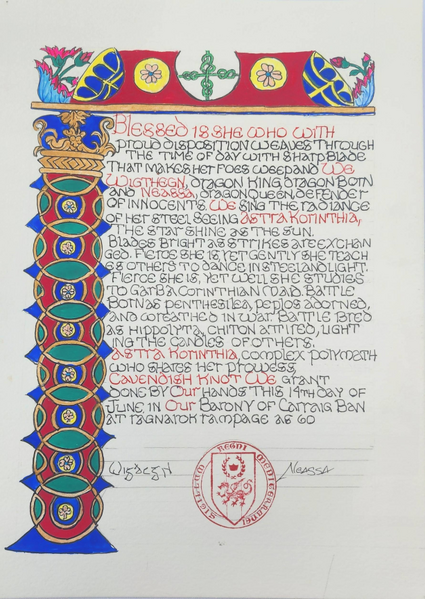 Blessed is she who with
proud disposition weaves through
the time of day with sharp blade
that makes her foes weep and We
Wigthegn, Dragon King, Dragon Born
and Neassa, Dragon Queen, Defender
of innocents We sing the radiance
of her steel seeing Astta Korinthia,
the star shine as the sun.
Blades bright as strikes are exchan
ged. Fierce she is yet gently she teach
es others to dance in steel and light.
Fierce she is, yet well she studies
to garb a Corinthian maid. Battle
born as Penthesilea, peplos adorned,
and wreathed in war. Battle bred
as Hippolyta, chiton attired, light
ing the candles of others.
Astta Korinthia, complex polymath
who shares her prowess,
Cavendish Knot We grant
done by Our hands this 14th day of
June in Our Barony of Carraig Ban
at Ragnarok Rampage AS 60
Neassa
SIGILLUM REGNI MEDITERRANEI